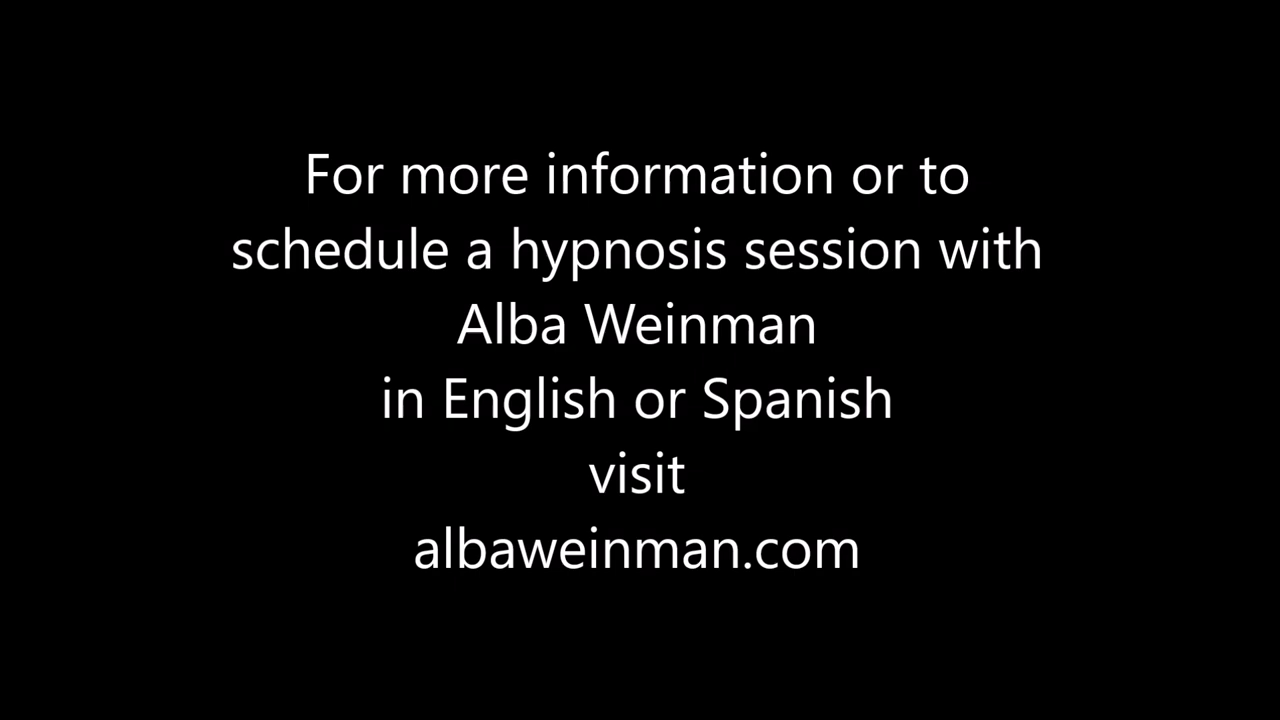 For more information or to
schedule a hypnosis session with
Alba Weinman
in English or Spanish
visit
albaweinman.com